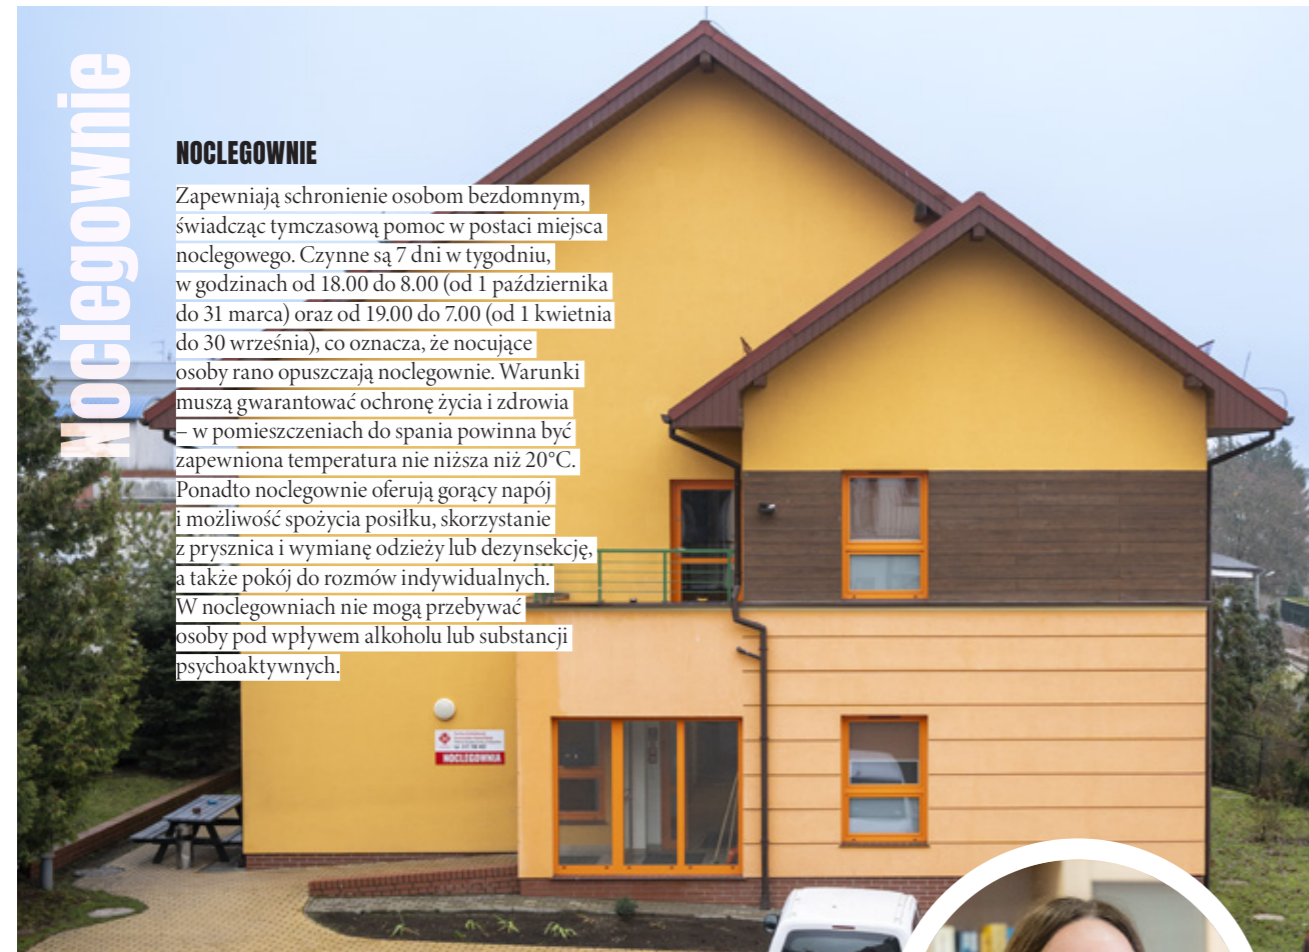 Noclegownie
NOCLEGOWNIE
Zapewniają schronienie osobom bezdomnym,
świadcząc tymczasową pomoc w postaci miejsca
noclegowego. Czynne są 7 dni w tygodniu,
w godzinach od 18.00 do 8.00 (od 1 października
do 31 marca) oraz od 19.00 do 7.00 (od 1 kwietnia
do 30 września), co oznacza, że nocujące
osoby rano opuszczają noclegownie. Warunki
muszą gwarantować ochronę życia i zdrowia
– w pomieszczeniach do spania powinna być
zapewniona temperatura nie niższa niż 20°C.
Ponadto noclegownie oferują gorący napój
i możliwość spożycia posiłku, skorzystanie
z prysznica i wymianę odzieży lub dezynsekcję,
a także pokój do rozmów indywidualnych.
W noclegowniach nie mogą przebywać
osoby pod wpływem alkoholu lub substancji
psychoaktywnych.
NOCLEGOWNIA